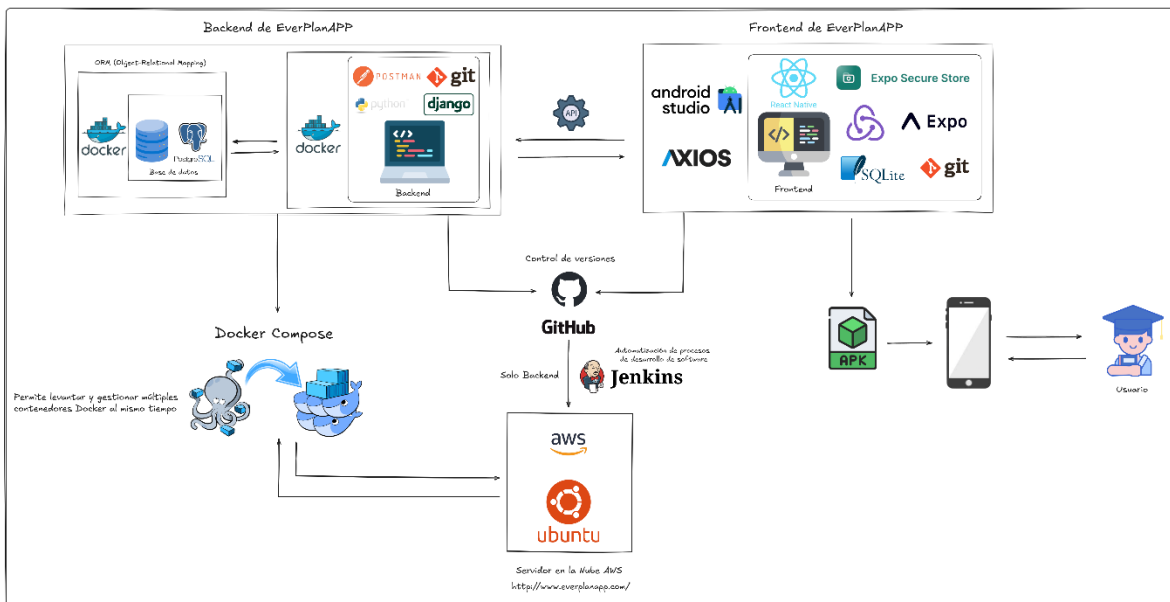 Backend de EverPlanAPP
Frontend de EverPlanAPP
ORM (Object-Relational Mapping)
docker
PostgreSQL
Base de datos
docker
POSTMAN
git
python
django
</>
Backend
API
android
studio
AXIOS
React Native
Expo Secure Store
</>
Expo
Frontend
SQLite
git
Control de versiones
GitHub
Docker Compose
Permite levantar y gestionar múltiples
contenedores Docker al mismo tiempo
Automatización de procesos
de desarrollo de software
Solo Backend
Jenkins
APK
Usuario
aws
ubuntu
Servidor en la Nube AWS
http://www.everplanapp.com/